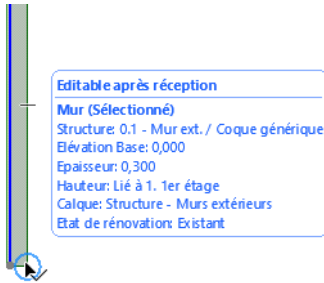 Editable après réception
Mur (Sélectionné)
Structure: 0.1 - Mur ext. / Coque générique
Elévation Base: 0,000
Epaisseur: 0,300
Hauteur: Lié à 1. 1er étage
Calque: Structure - Murs extérieurs
Etat de rénovation: Existant